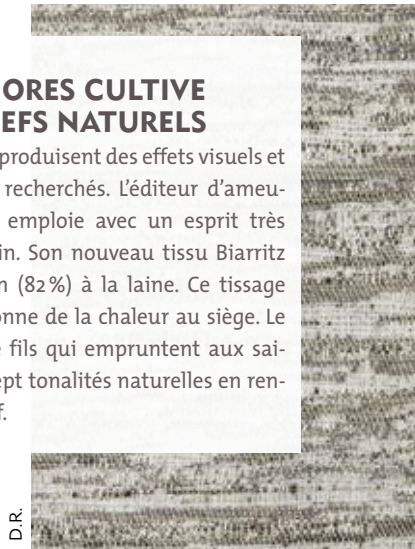 ORES CULTIVE
EFS NATURELS
produisent des effets visuels et
recherchés. L’éditeur d’ameu-
emploie avec un esprit très
in. Son nouveau tissu Biarritz
n (82 %) à la laine. Ce tissage
onne de la chaleur au siège. Le
fils qui empruntent aux sai-
ept tonalités naturelles en ren-
f.
D.R.